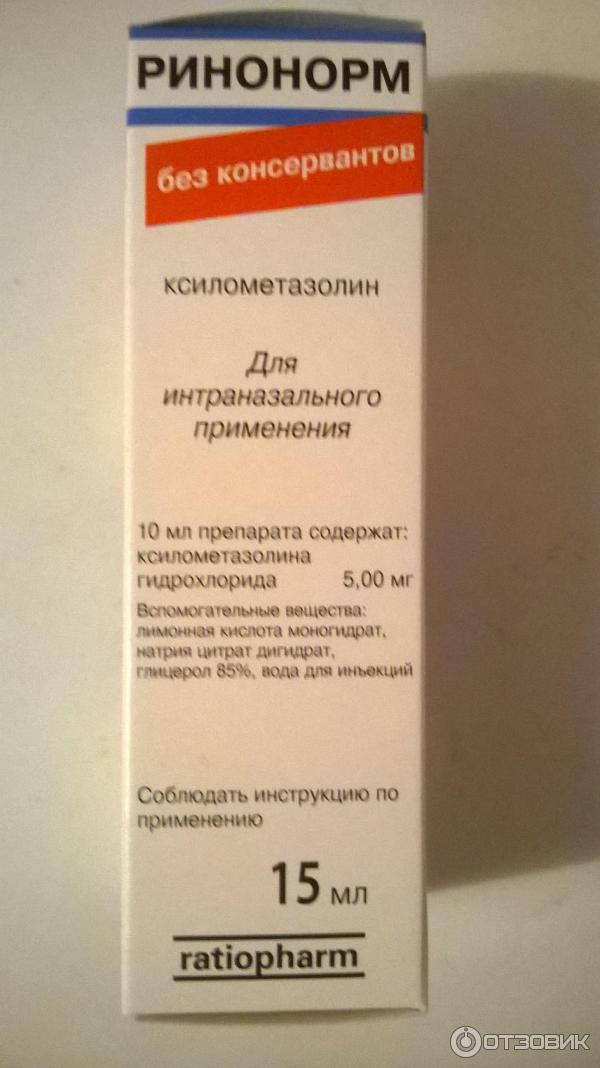 РИНОНОРМ
без консервантов
ксилометазолин
Для
интраназального
применения
10 мл препарата содержат:
ксилометазолина
гидрохлорида 5,00 мг
Вспомогательные вещества:
лимонная кислота моногидрат,
натрия цитрат дигидрат,
глицерол 85%, вода для инъекций
Соблюдать инструкцию по
применению
15 мл
ratiopharm
ОТЗОВИК